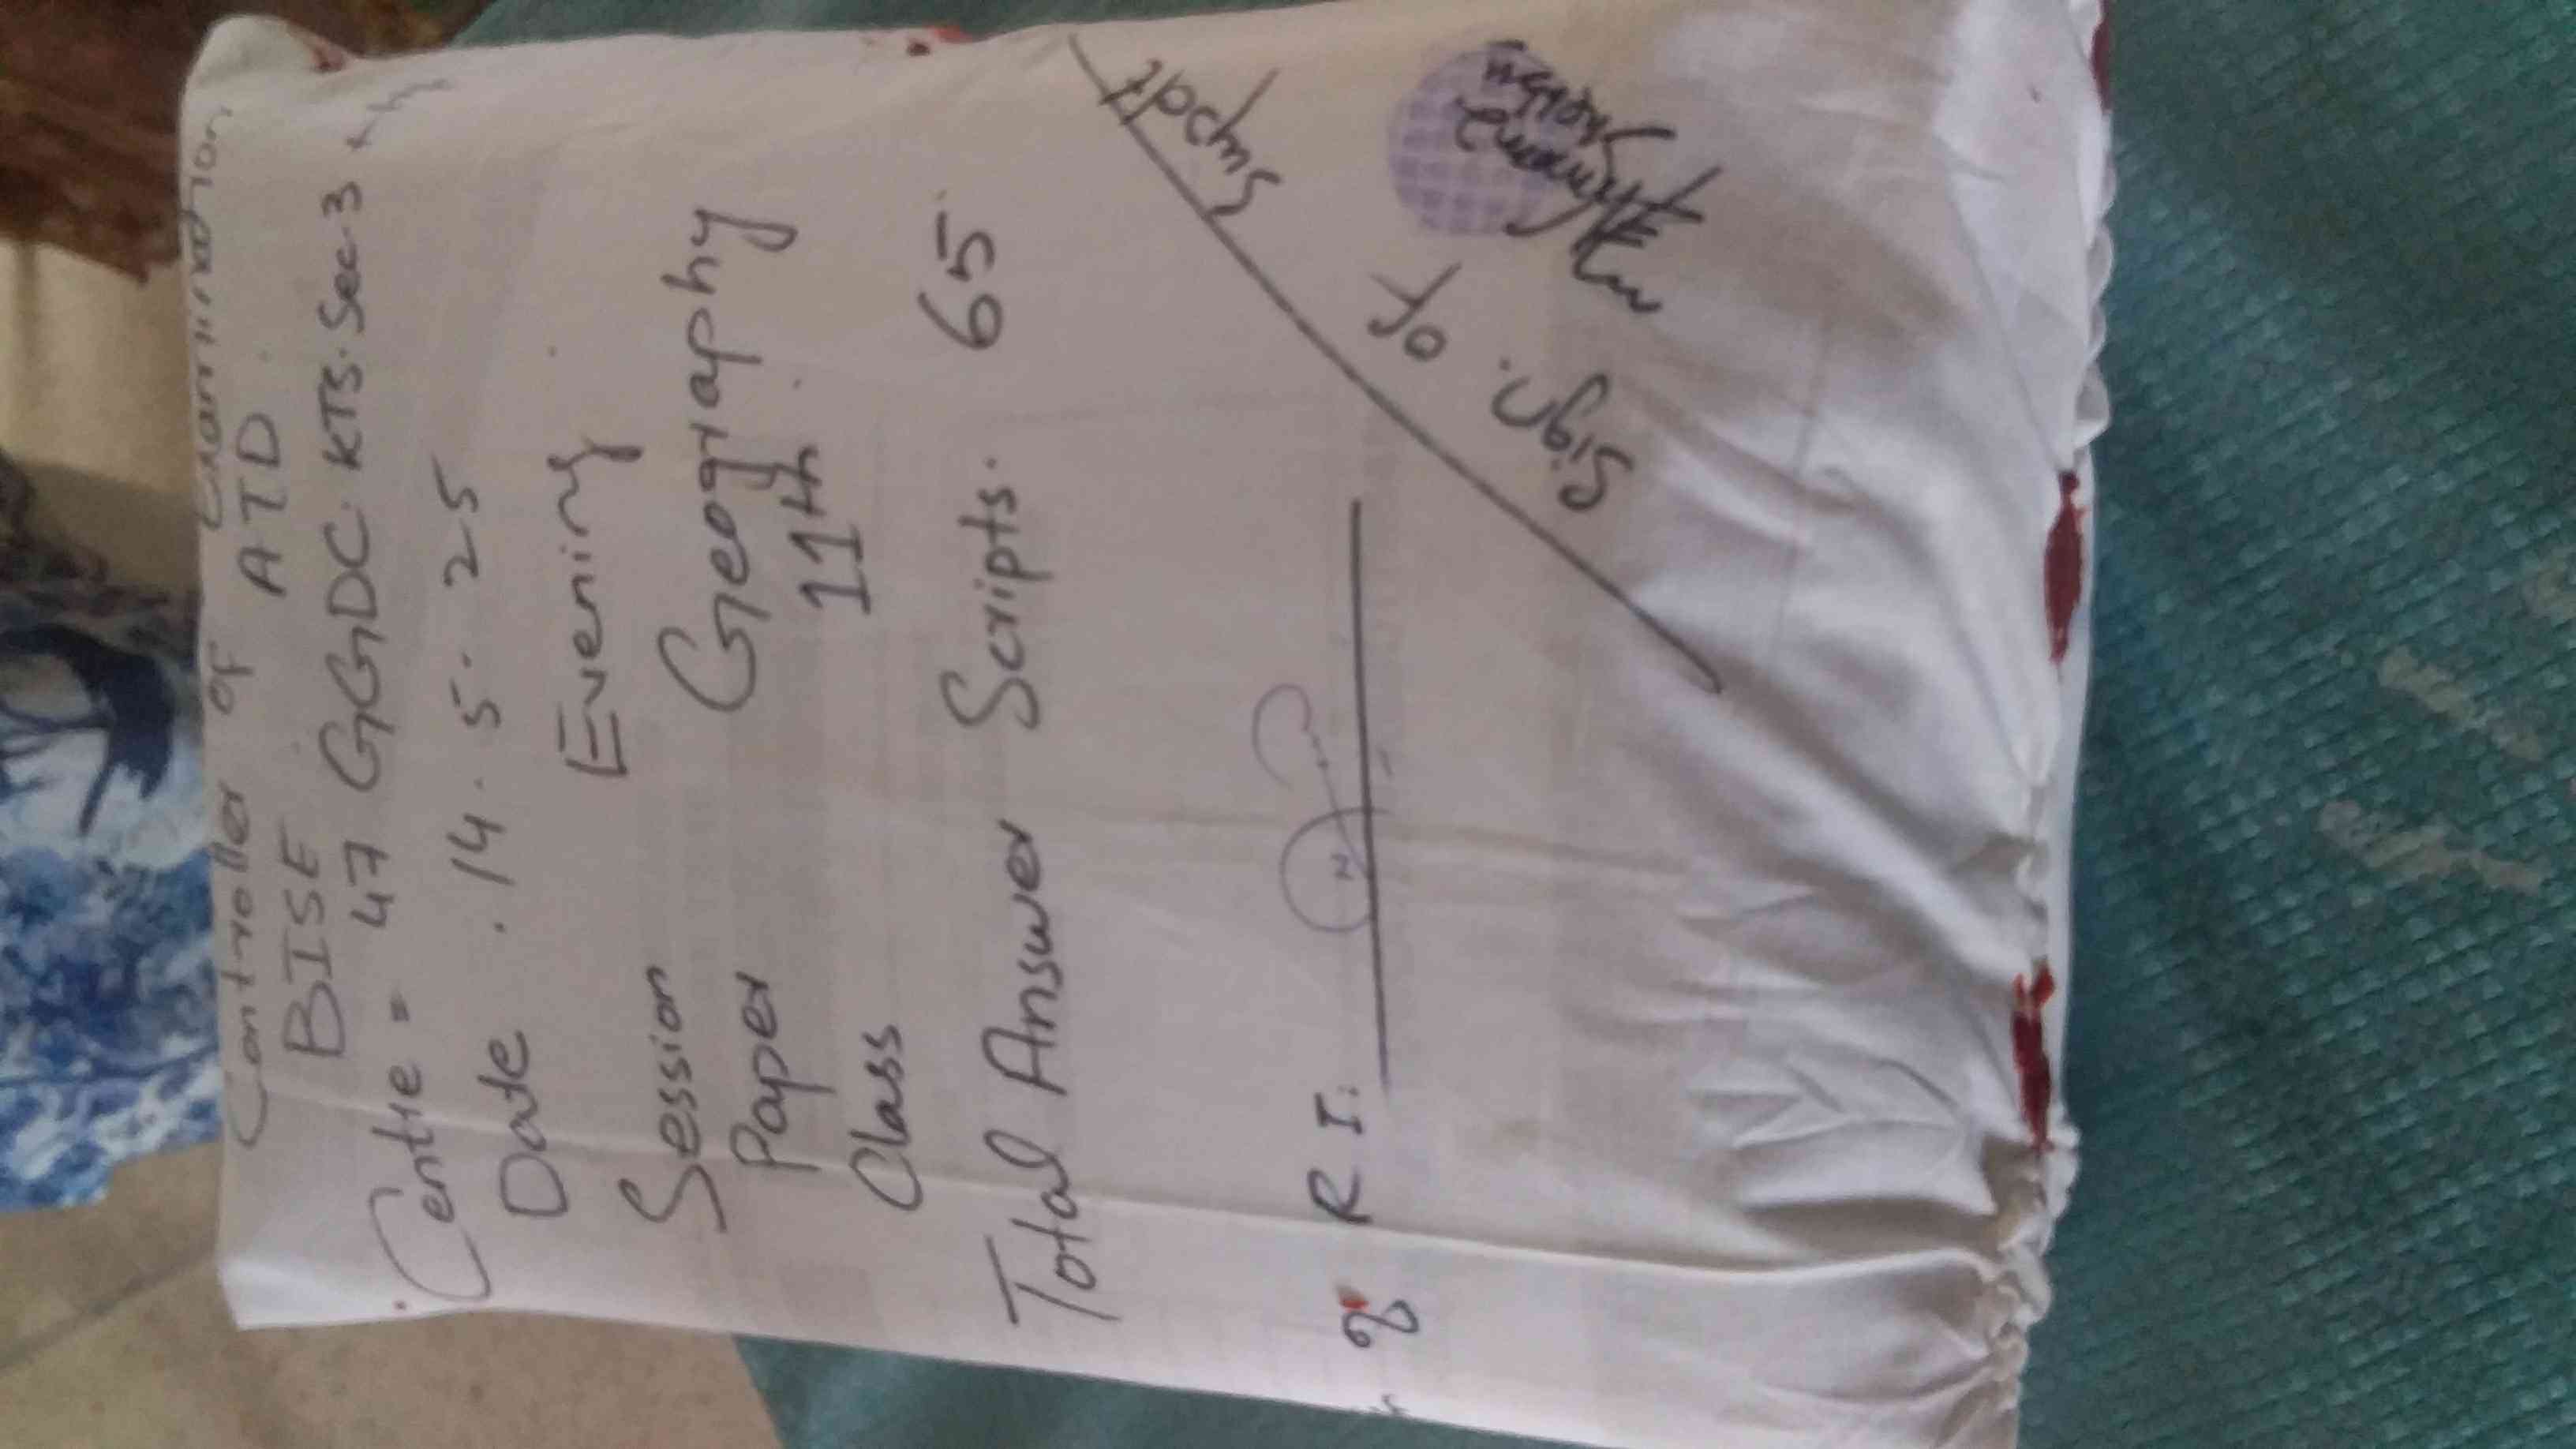 Controller of Examination
BISE ATD.
Centre = 47 GGDC. KTS. Sec. 3
Date . 14. 5. 25
Session Evening
Paper Geography
Class 11th
Total Answer Scripts. 65
Sign. of Supdt
R I.